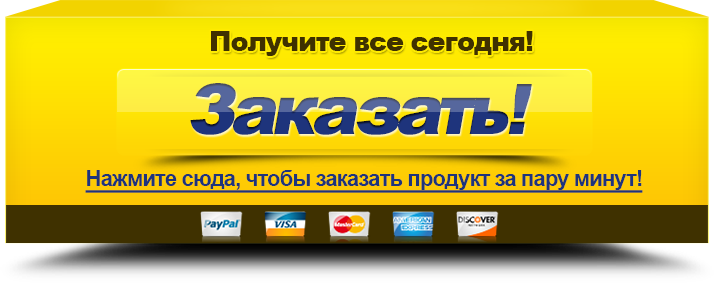 Получите все сегодня!
Заказать!
Нажмите сюда, чтобы заказать продукт за пару минут!
PayPal VISA MasterCard AMERICAN EXPRESS DISCOVER